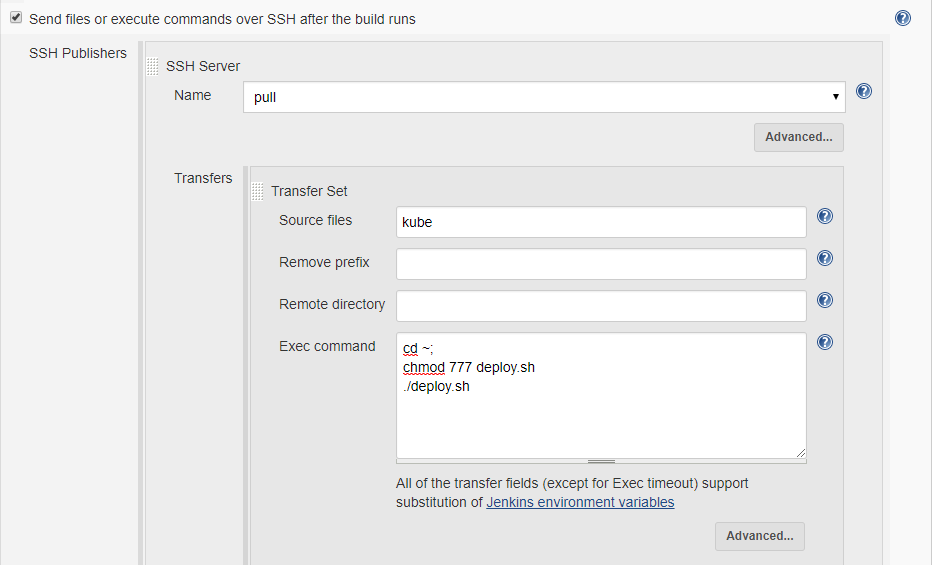 Send files or execute commands over SSH after the build runs
SSH Publishers
SSH Server
Name
pull
Advanced...
Transfers
Transfer Set
Source files
kube
Remove prefix
Remote directory
Exec command
cd ~;
chmod 777 deploy.sh
./deploy.sh
All of the transfer fields (except for Exec timeout) support
substitution of Jenkins environment variables
Advanced...